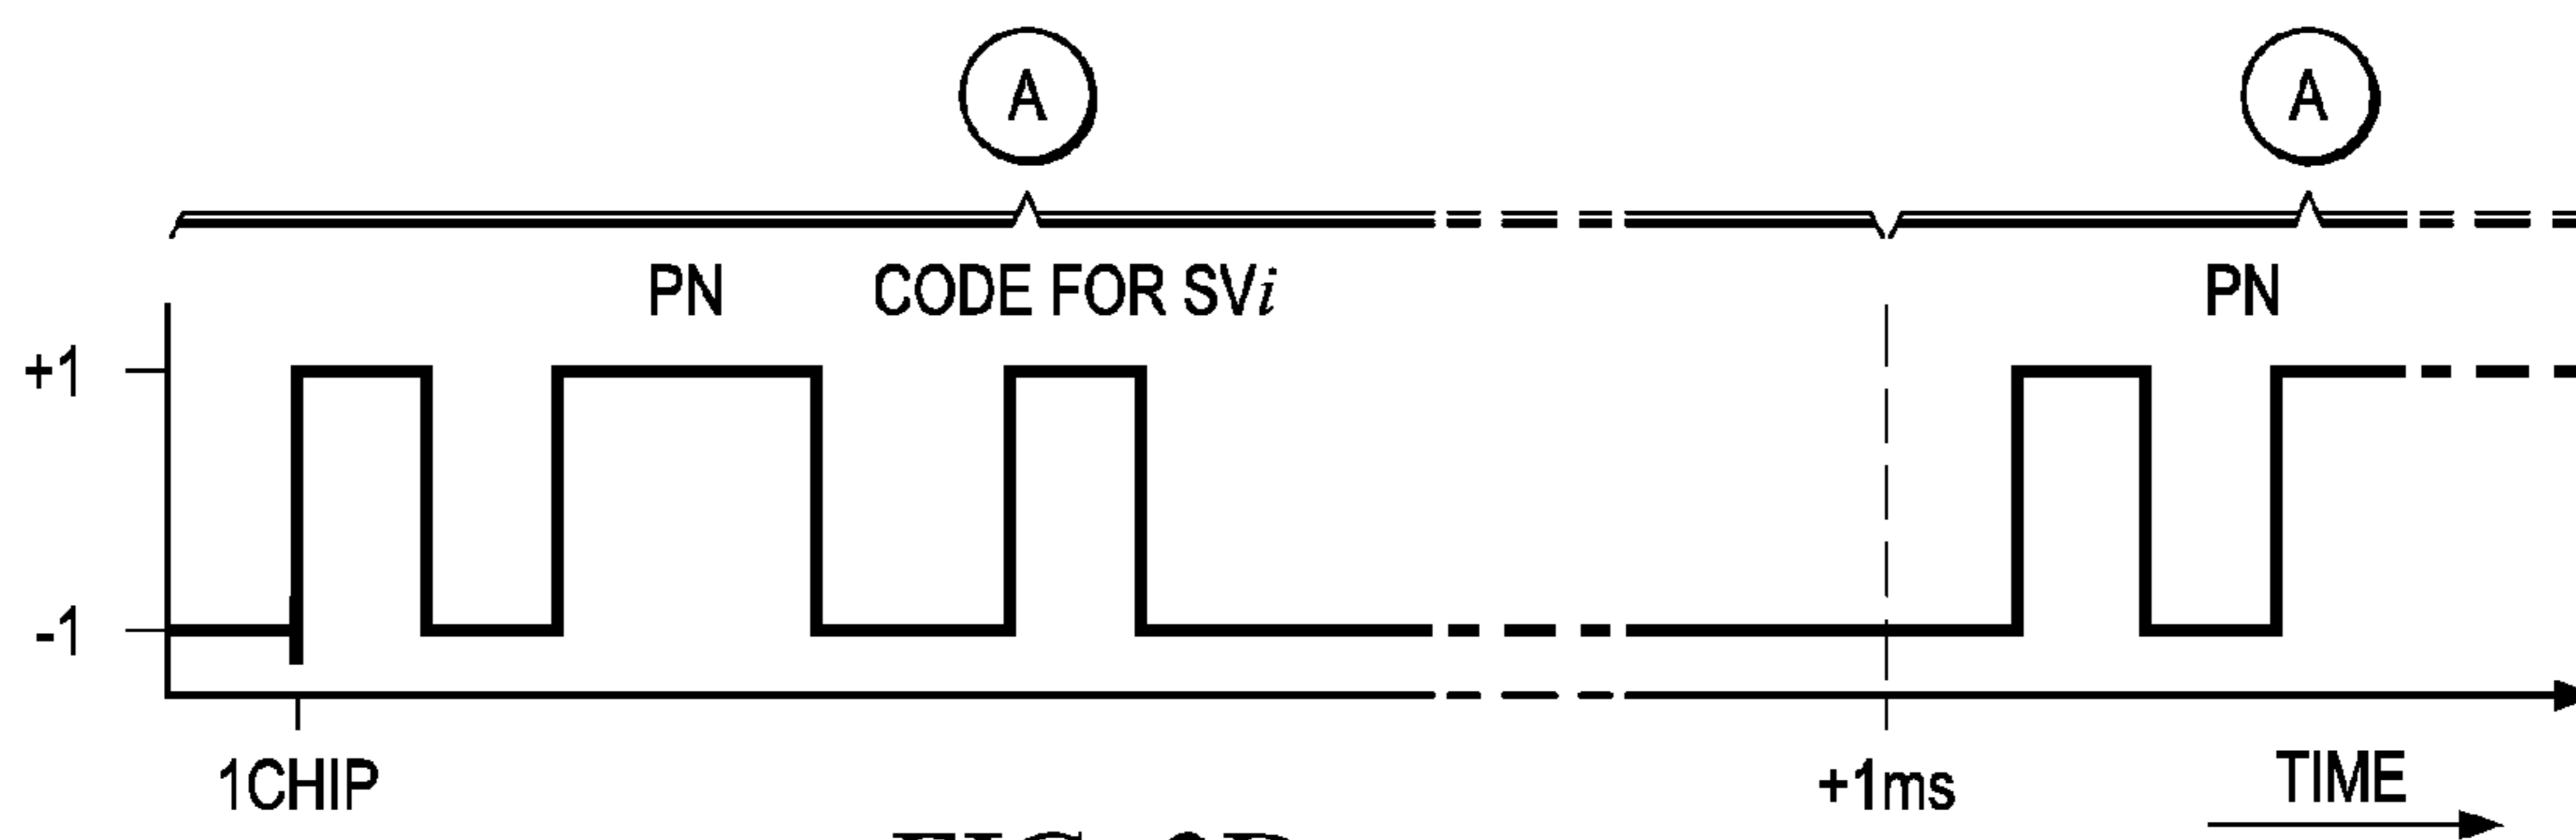 A A
PN CODE FOR SVi PN
+1
-1
1CHIP +1ms TIME